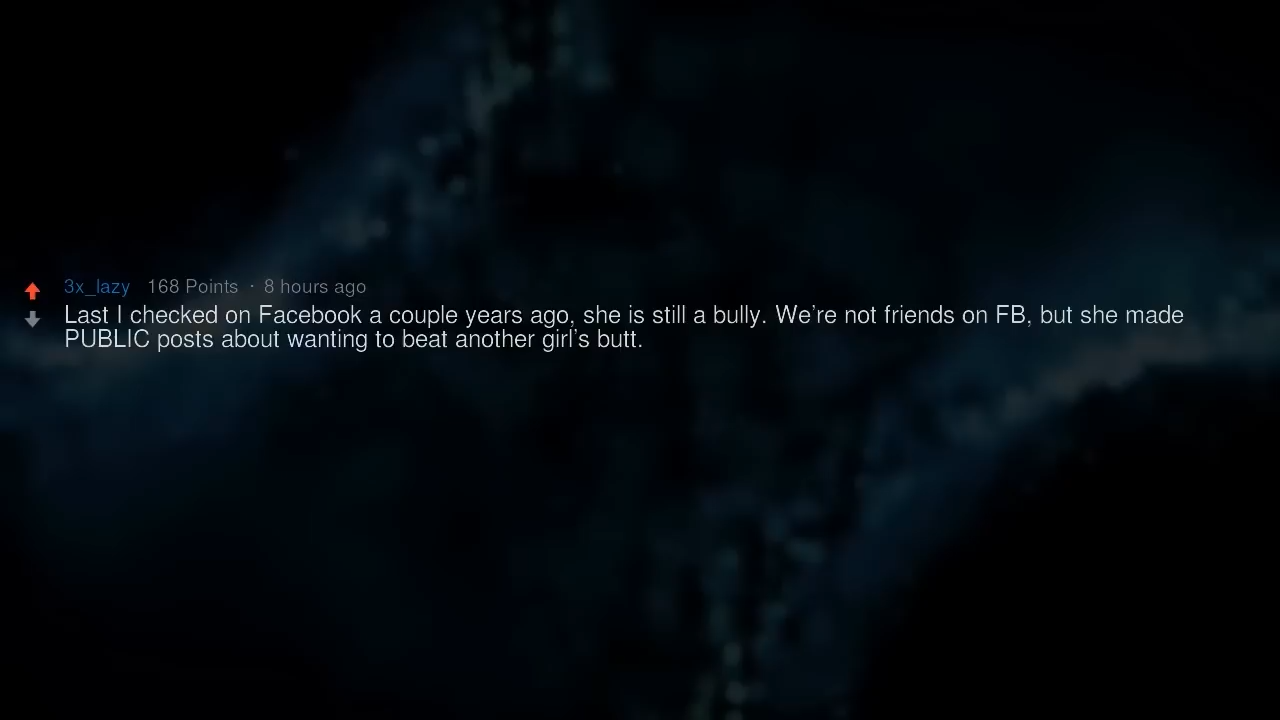 3x_lazy 168 Points · 8 hours ago
Last I checked on Facebook a couple years ago, she is still a bully. We’re not friends on FB, but she made
PUBLIC posts about wanting to beat another girl’s butt.